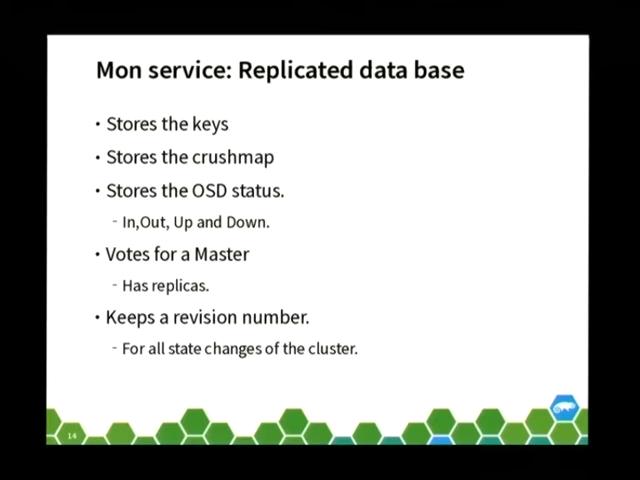 Mon service: Replicated data base
• Stores the keys
• Stores the crushmap
• Stores the OSD status.
- In,Out, Up and Down.
• Votes for a Master
- Has replicas.
• Keeps a revision number.
- For all state changes of the cluster.
14